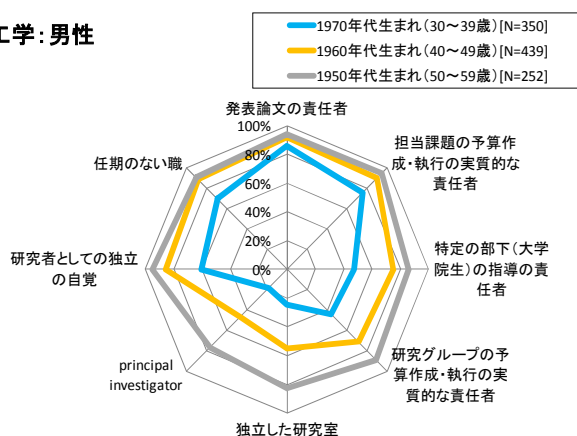 工学：男性
1970年代生まれ（30～39歳）[N=350]
1960年代生まれ（40～49歳）[N=439]
1950年代生まれ（50～59歳）[N=252]
発表論文の責任者
担当課題の予算作
成・執行の実質的な
責任者
特定の部下（大学
院生）の指導の責
任者
研究グループの予
算作成・執行の実
質的な責任者
独立した研究室
principal
investigator
研究者としての独立
の自覚
任期のない職
100%
80%
60%
40%
20%
0%